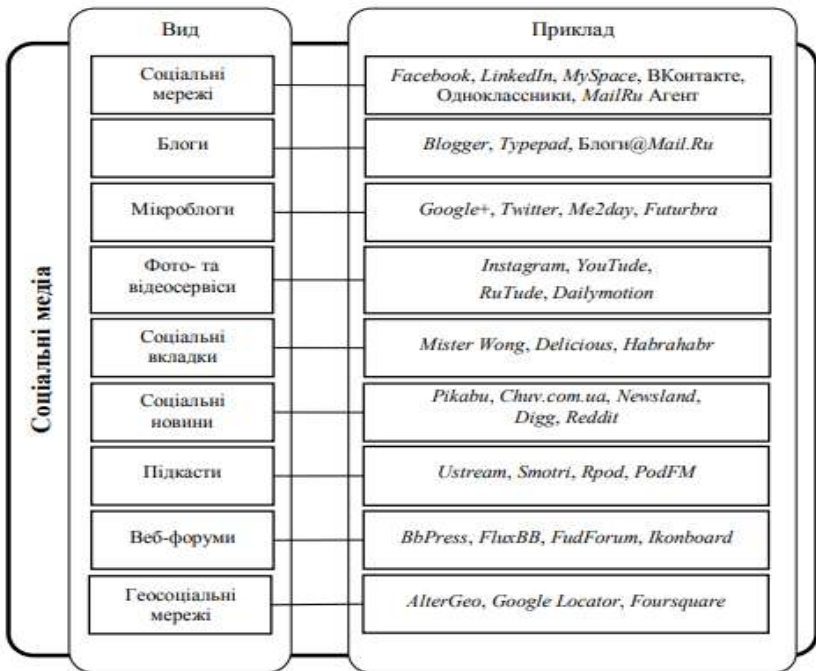 Соціальні медіа
Вид
Приклад
Соціальні
мережі
Facebook, LinkedIn, MySpace, ВКонтакте,
Одноклассники, MailRu Агент
Блоги
Blogger, Typepad, Блоги@Mail.Ru
Мікроблоги
Google+, Twitter, Me2day, Futurbra
Фото- та
відеосервіси
Instagram, YouTude,
RuTude, Dailymotion
Соціальні
вкладки
Mister Wong, Delicious, Habrahabr
Соціальні
новини
Pikabu, Chuv.com.ua, Newsland,
Digg, Reddit
Підкасти
Ustream, Smotri, Rpod, PodFM
Веб-форуми
BbPress, FluxBB, FudForum, Ikonboard
Геосоціальні
мережі
AlterGeo, Google Locator, Foursquare